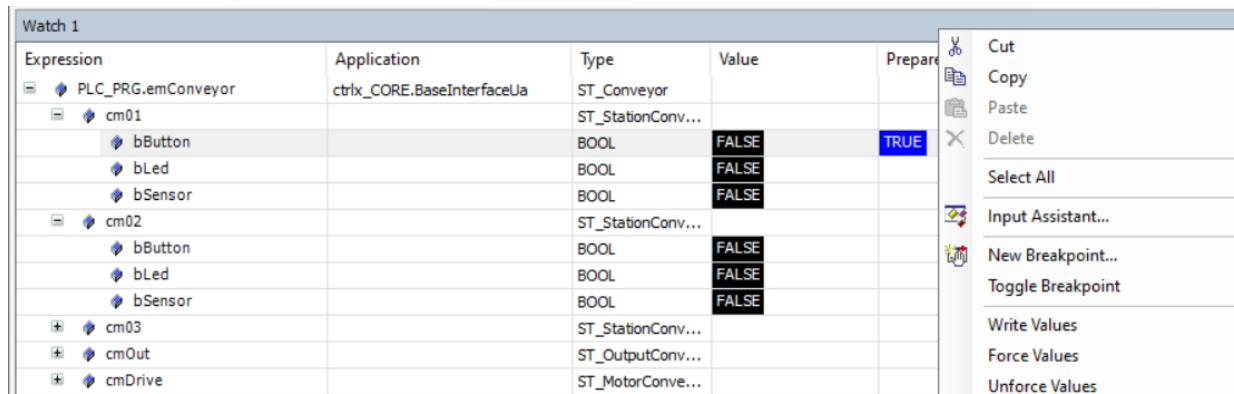 Watch 1
Expression Application Type Value Prepare
PLC_PRG.emConveyor ctrlx_CORE.BaseInterfaceUa ST_Conveyor
cm01 ST_StationConv...
bButton BOOL FALSE TRUE
bLed BOOL FALSE
bSensor BOOL FALSE
cm02 ST_StationConv...
bButton BOOL FALSE
bLed BOOL FALSE
bSensor BOOL FALSE
cm03 ST_StationConv...
cmOut ST_OutputConv...
cmDrive ST_MotorConve...
Cut
Copy
Paste
Delete
Select All
Input Assistant...
New Breakpoint...
Toggle Breakpoint
Write Values
Force Values
Unforce Values